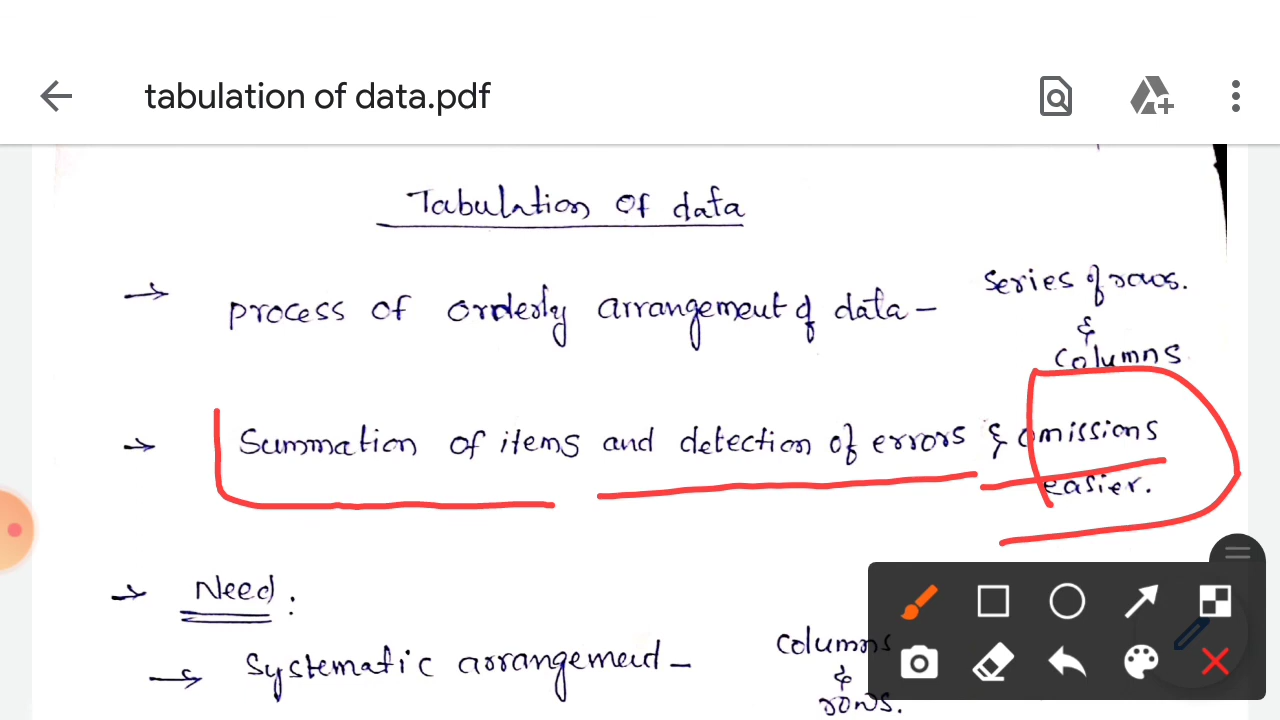 tabulation of data.pdf
Tabulation of data
→ process of orderly arrangement of data - series of rows.
&
columns
→ Summation of items and detection of errors & omissions
easier.
→ Need :
→ Systematic arrangement - columns
&
rows.